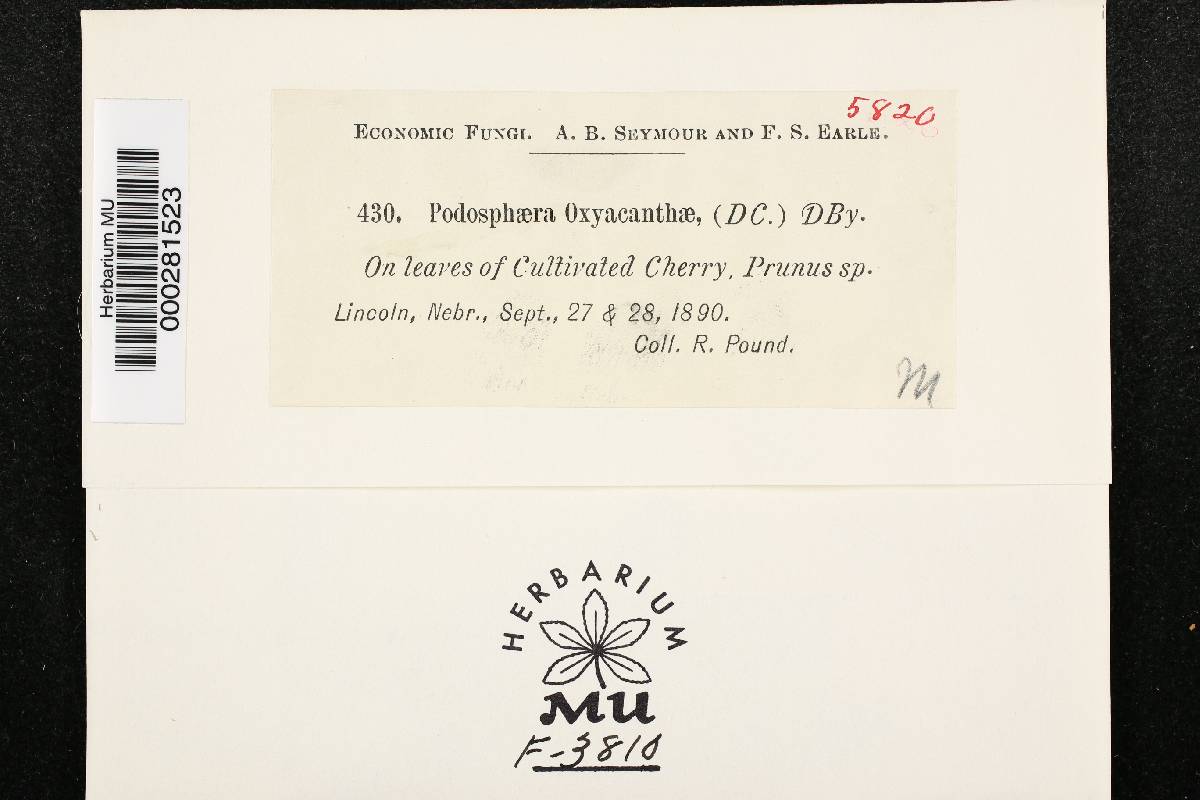 5820
ECONOMIC FUNGI. A. B. SEYMOUR AND F. S. EARLE.
430. Podosphæra Oxyacanthæ, (DC.) DBy.
On leaves of Cultivated Cherry, Prunus sp.
Lincoln, Nebr., Sept., 27 & 28, 1890.
Coll. R. Pound.
M
Herbarium MU
000281523
HERBARIUM
MU
F-3810